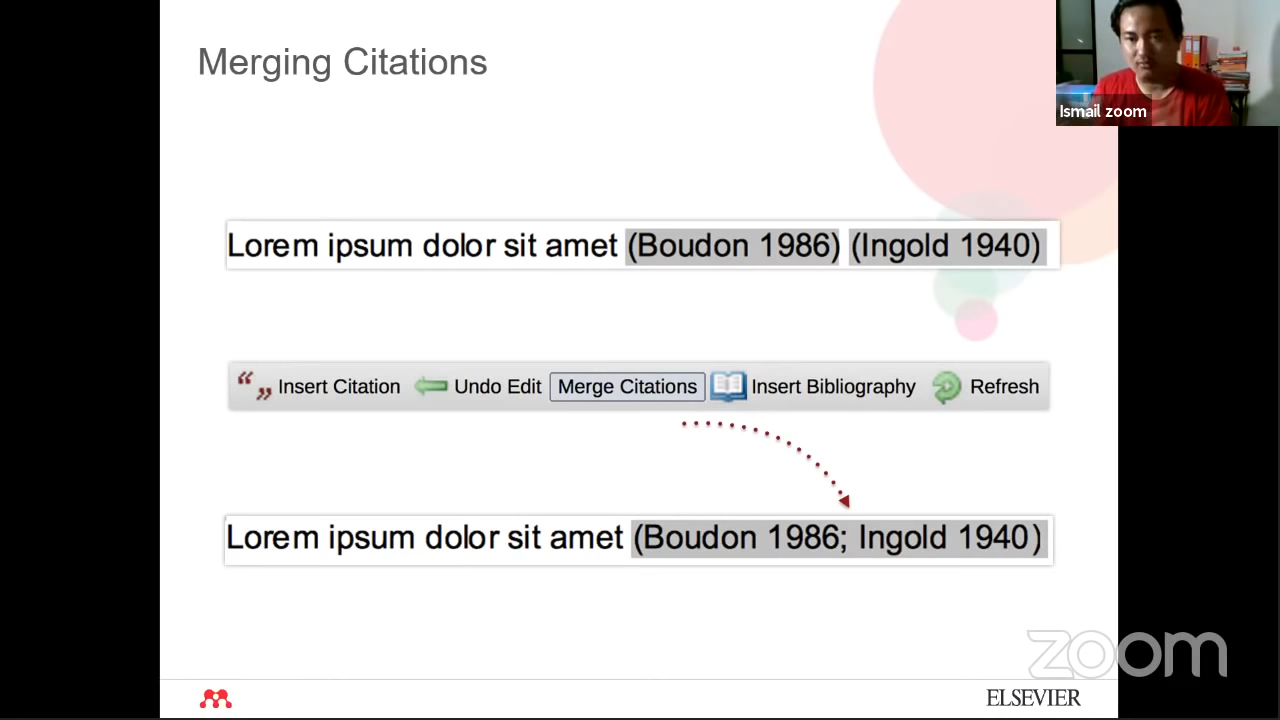 Merging Citations
Ismail zoom
Lorem ipsum dolor sit amet (Boudon 1986) (Ingold 1940)
“ „ Insert Citation Undo Edit Merge Citations Insert Bibliography Refresh
Lorem ipsum dolor sit amet (Boudon 1986; Ingold 1940)
zoom
ELSEVIER